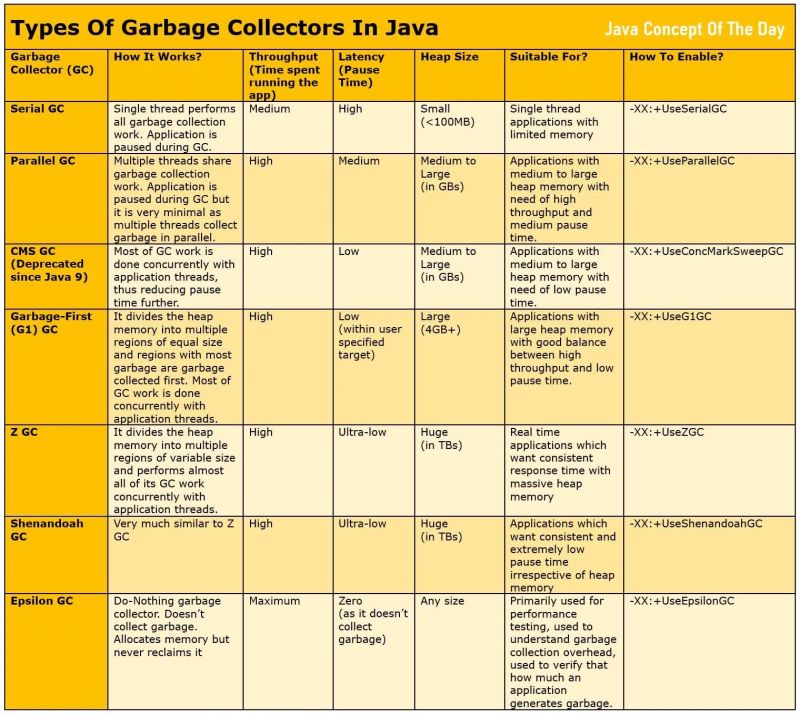 Types Of Garbage Collectors In Java
Java Concept Of The Day
Garbage
Collector (GC)
How It Works?
Throughput
(Time spent
running the
app)
Latency
(Pause
Time)
Heap Size
Suitable For?
How To Enable?
Serial GC
Single thread performs
all garbage collection
work. Application is
paused during GC.
Medium
High
Small
(<100MB)
Single thread
applications with
limited memory
-XX:+UseSerialGC
Parallel GC
Multiple threads share
garbage collection
work. Application is
paused during GC but
it is very minimal as
multiple threads collect
garbage in parallel.
High
Medium
Medium to
Large
(in GBs)
Applications with
medium to large
heap memory with
need of high
throughput and
medium pause
time.
-XX:+UseParallelGC
CMS GC
(Deprecated
since Java 9)
Most of GC work is
done concurrently with
application threads,
thus reducing pause
time further.
High
Low
Medium to
Large
(in GBs)
Applications with
medium to large
heap memory with
need of low pause
time.
-XX:+UseConcMarkSweepGC
Garbage-First
(G1) GC
It divides the heap
memory into multiple
regions of equal size
and regions with most
garbage are garbage
collected first. Most of
GC work is done
concurrently with
application threads.
High
Low
(within user
specified
target)
Large
(4GB+)
Applications with
large heap memory
with good balance
between high
throughput and low
pause time.
-XX:+UseG1GC
Z GC
It divides the heap
memory into multiple
regions of variable size
and performs almost
all of its GC work
concurrently with
application threads.
High
Ultra-low
Huge
(in TBs)
Real time
applications which
want consistent
response time with
massive heap
memory
-XX:+UseZGC
Shenandoah
GC
Very much similar to Z
GC
High
Ultra-low
Huge
(in TBs)
Applications which
want consistent and
extremely low
pause time
irrespective of heap
memory
-XX:+UseShenandoahGC
Epsilon GC
Do-Nothing garbage
collector. Doesn't
collect garbage.
Allocates memory but
never reclaims it
Maximum
Zero
(as it doesn't
collect
garbage)
Any size
Primarily used for
performance
testing, used to
understand garbage
collection overhead,
used to verify that
how much an
application
generates garbage.
-XX:+UseEpsilonGC